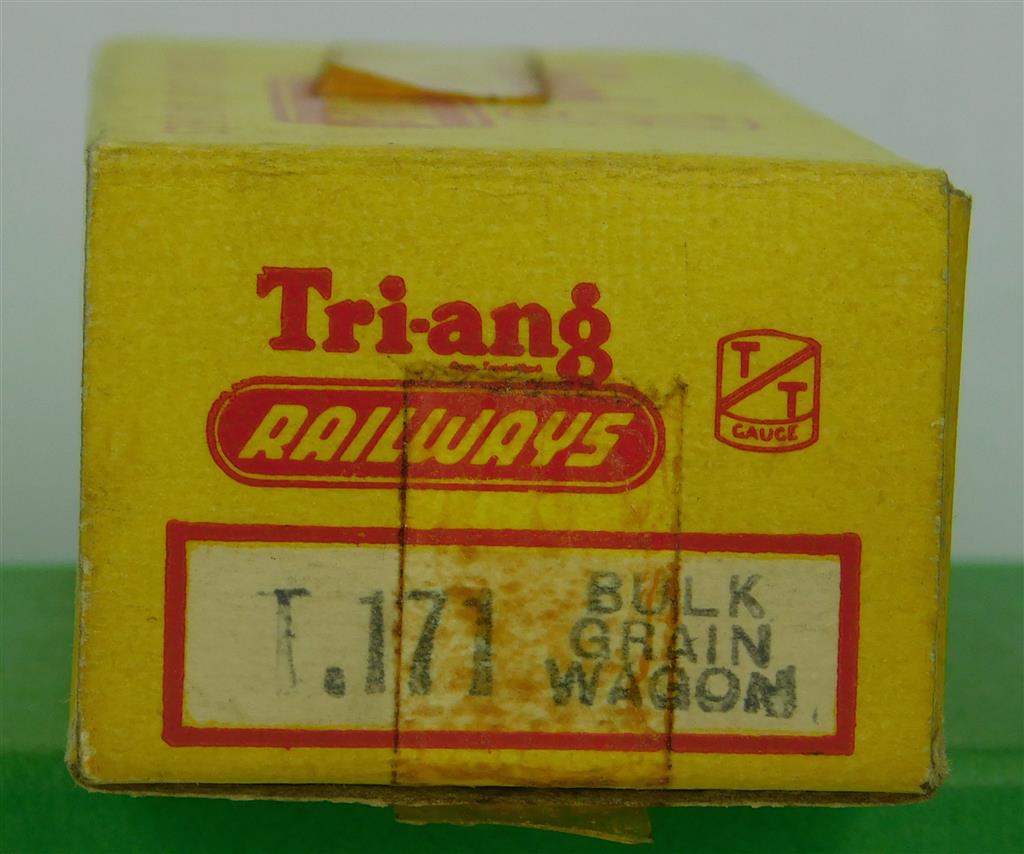 Tri-ang
RAILWAYS
T T
GAUGE
T.171
BULK
GRAIN
WAGON